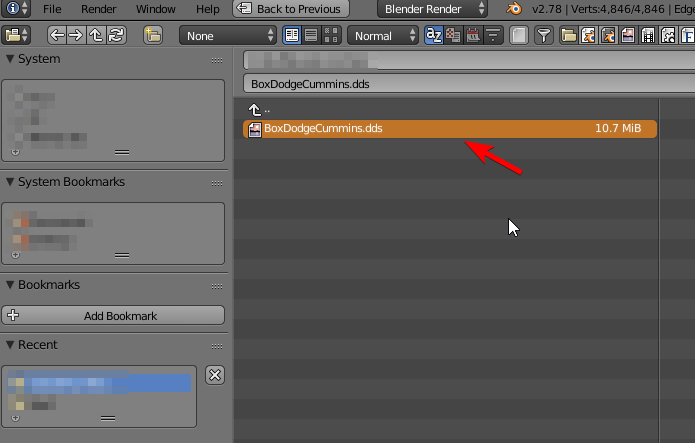 File Render Window Help Back to Previous Blender Render v2.78 | Verts:4,846/4,846 |
None Normal
System
BoxDodgeCummins.dds
..
BoxDodgeCummins.dds 10.7 MiB
System Bookmarks
Bookmarks
Add Bookmark
Recent